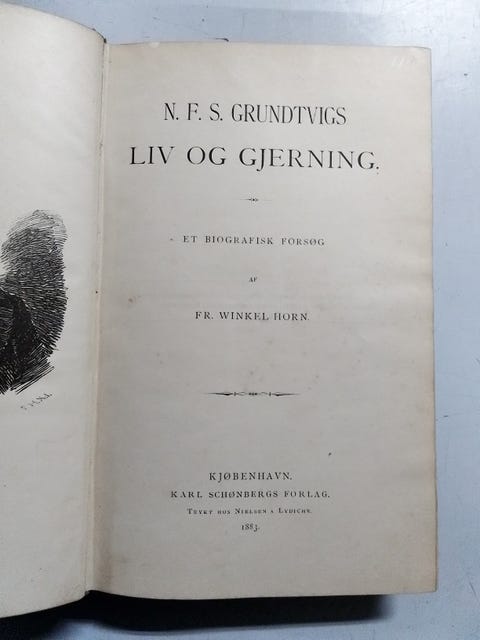 N. F. S. GRUNDTVIGS
LIV OG GJERNING.
ET BIOGRAFISK FORSØG
AF
FR. WINKEL HORN.
KJØBENHAVN.
KARL SCHØNBERGS FORLAG.
TRYKT HOS NIELSEN & LYDICHE.
1883.